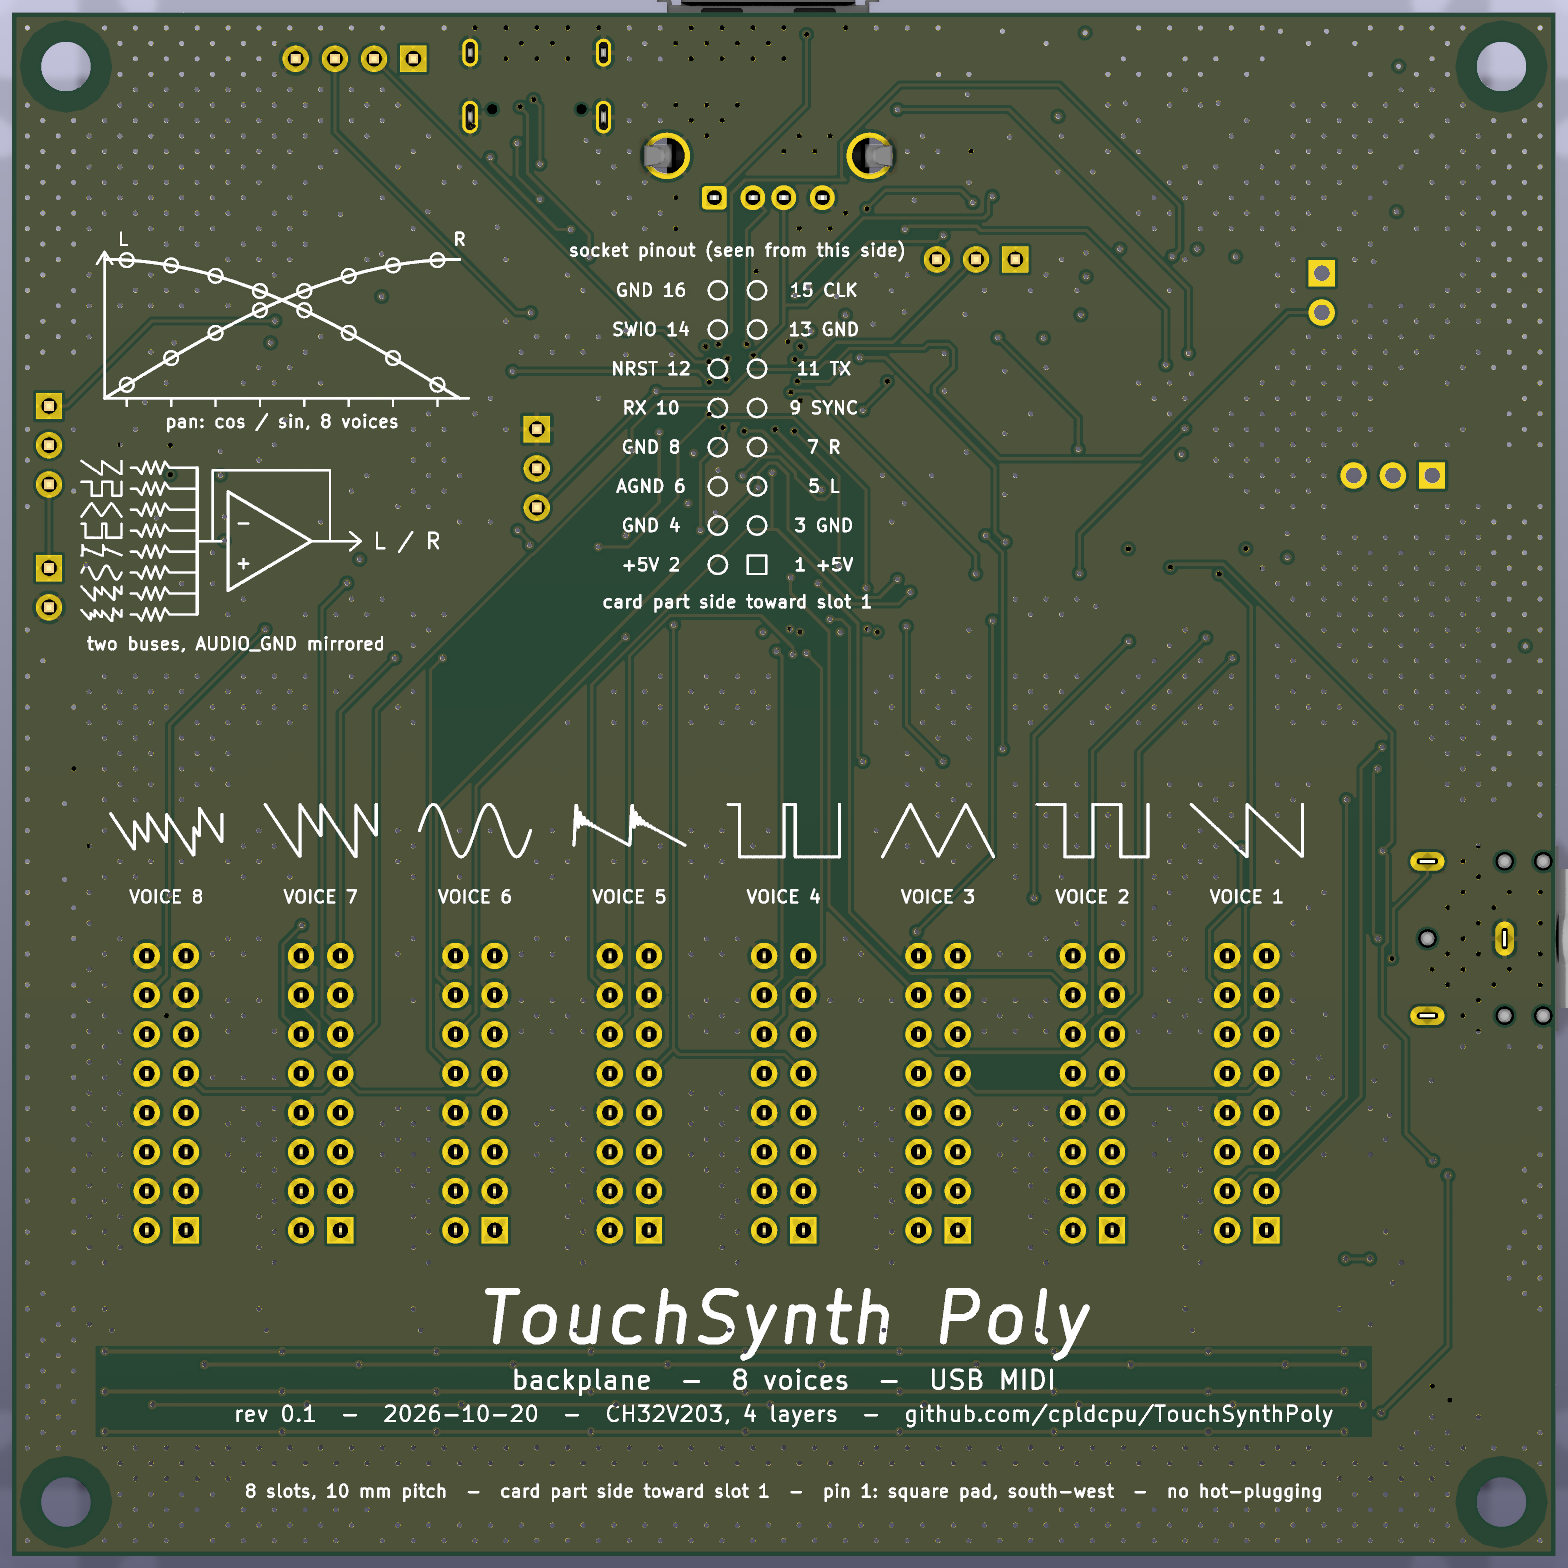 L R
pan: cos / sin, 8 voices
− + L / R
two buses, AUDIO_GND mirrored
socket pinout (seen from this side)
GND 16 15 CLK
SWIO 14 13 GND
NRST 12 11 TX
RX 10 9 SYNC
GND 8 7 R
AGND 6 5 L
GND 4 3 GND
+5V 2 1 +5V
card part side toward slot 1
VOICE 8 VOICE 7 VOICE 6 VOICE 5 VOICE 4 VOICE 3 VOICE 2 VOICE 1
TouchSynth Poly
backplane — 8 voices — USB MIDI
rev 0.1 — 2026-10-20 — CH32V203, 4 layers — github.com/cpldcpu/TouchSynthPoly
8 slots, 10 mm pitch — card part side toward slot 1 — pin 1: square pad, south-west — no hot-plugging